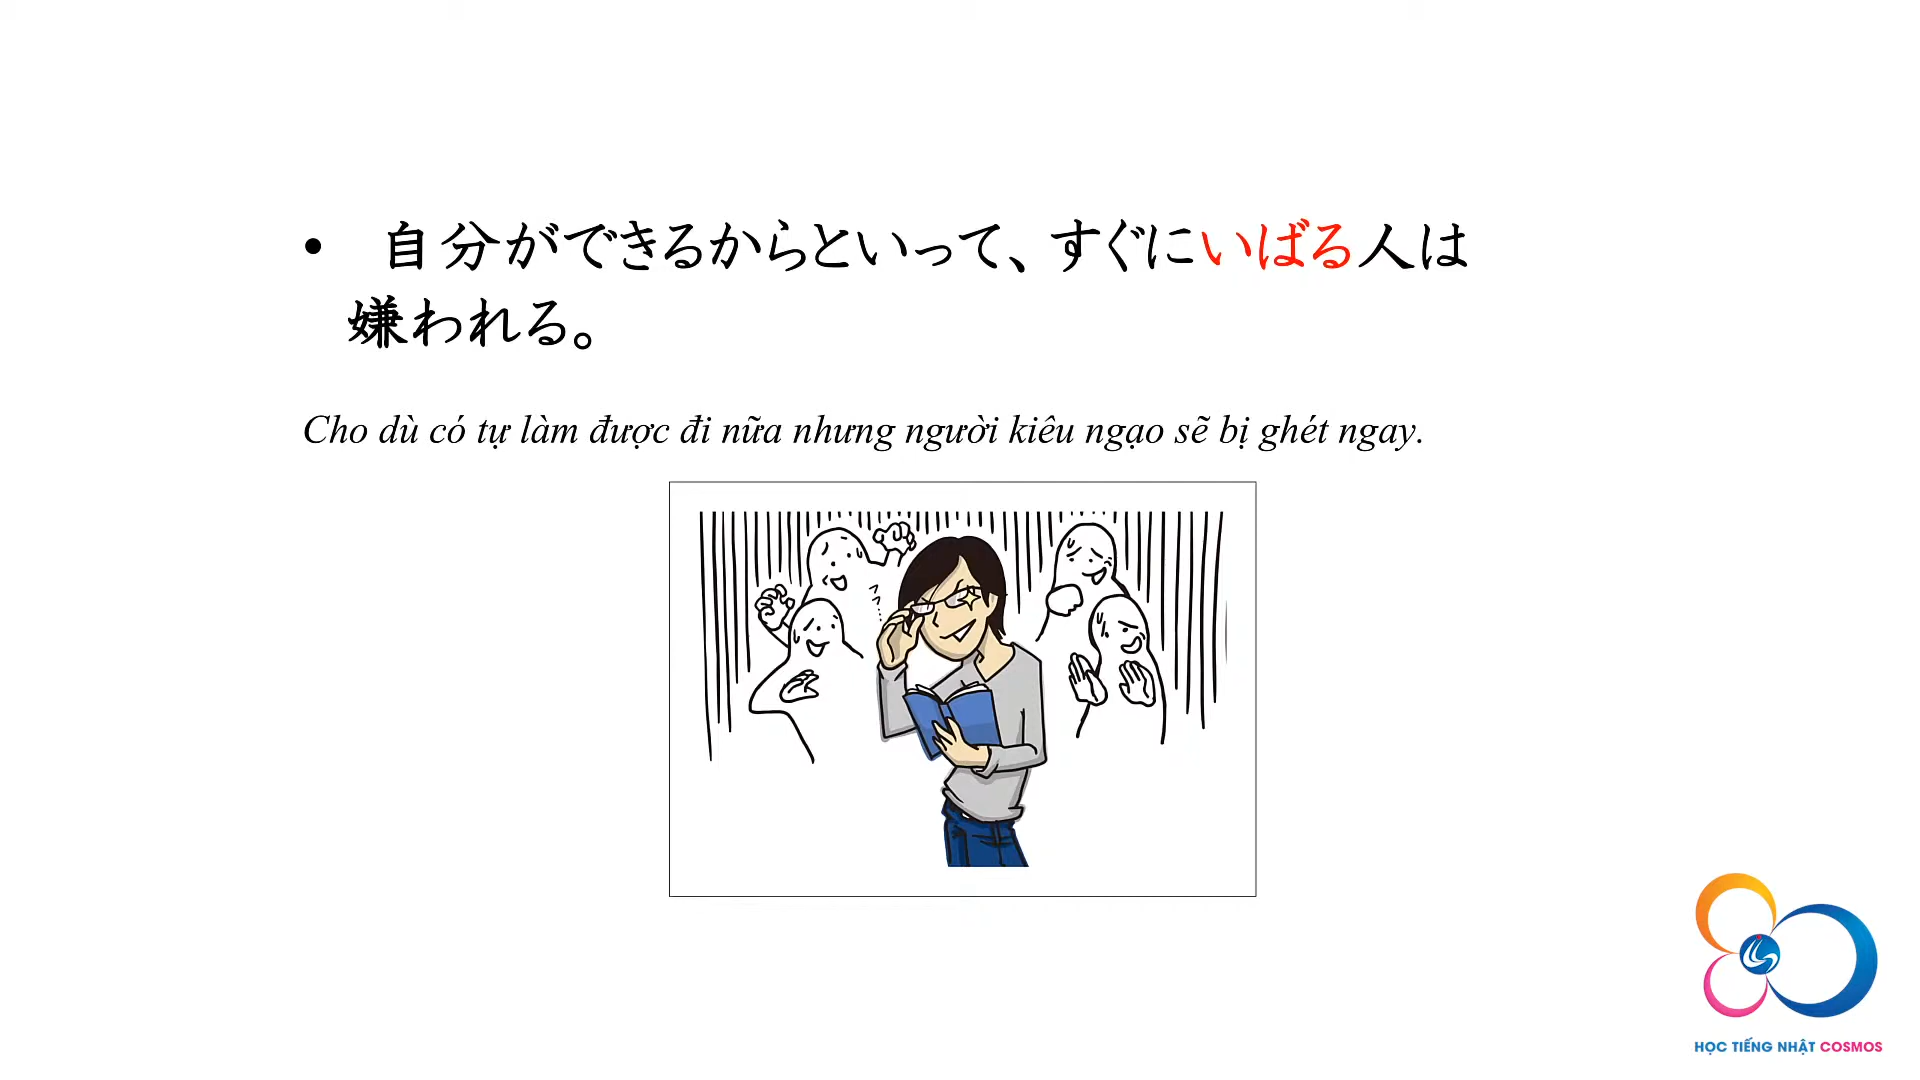 • 自分ができるからといって、すぐにいばる人は
嫌われる。
Cho dù có tự làm được đi nữa nhưng người kiêu ngạo sẽ bị ghét ngay.
HỌC TIẾNG NHẬT COSMOS